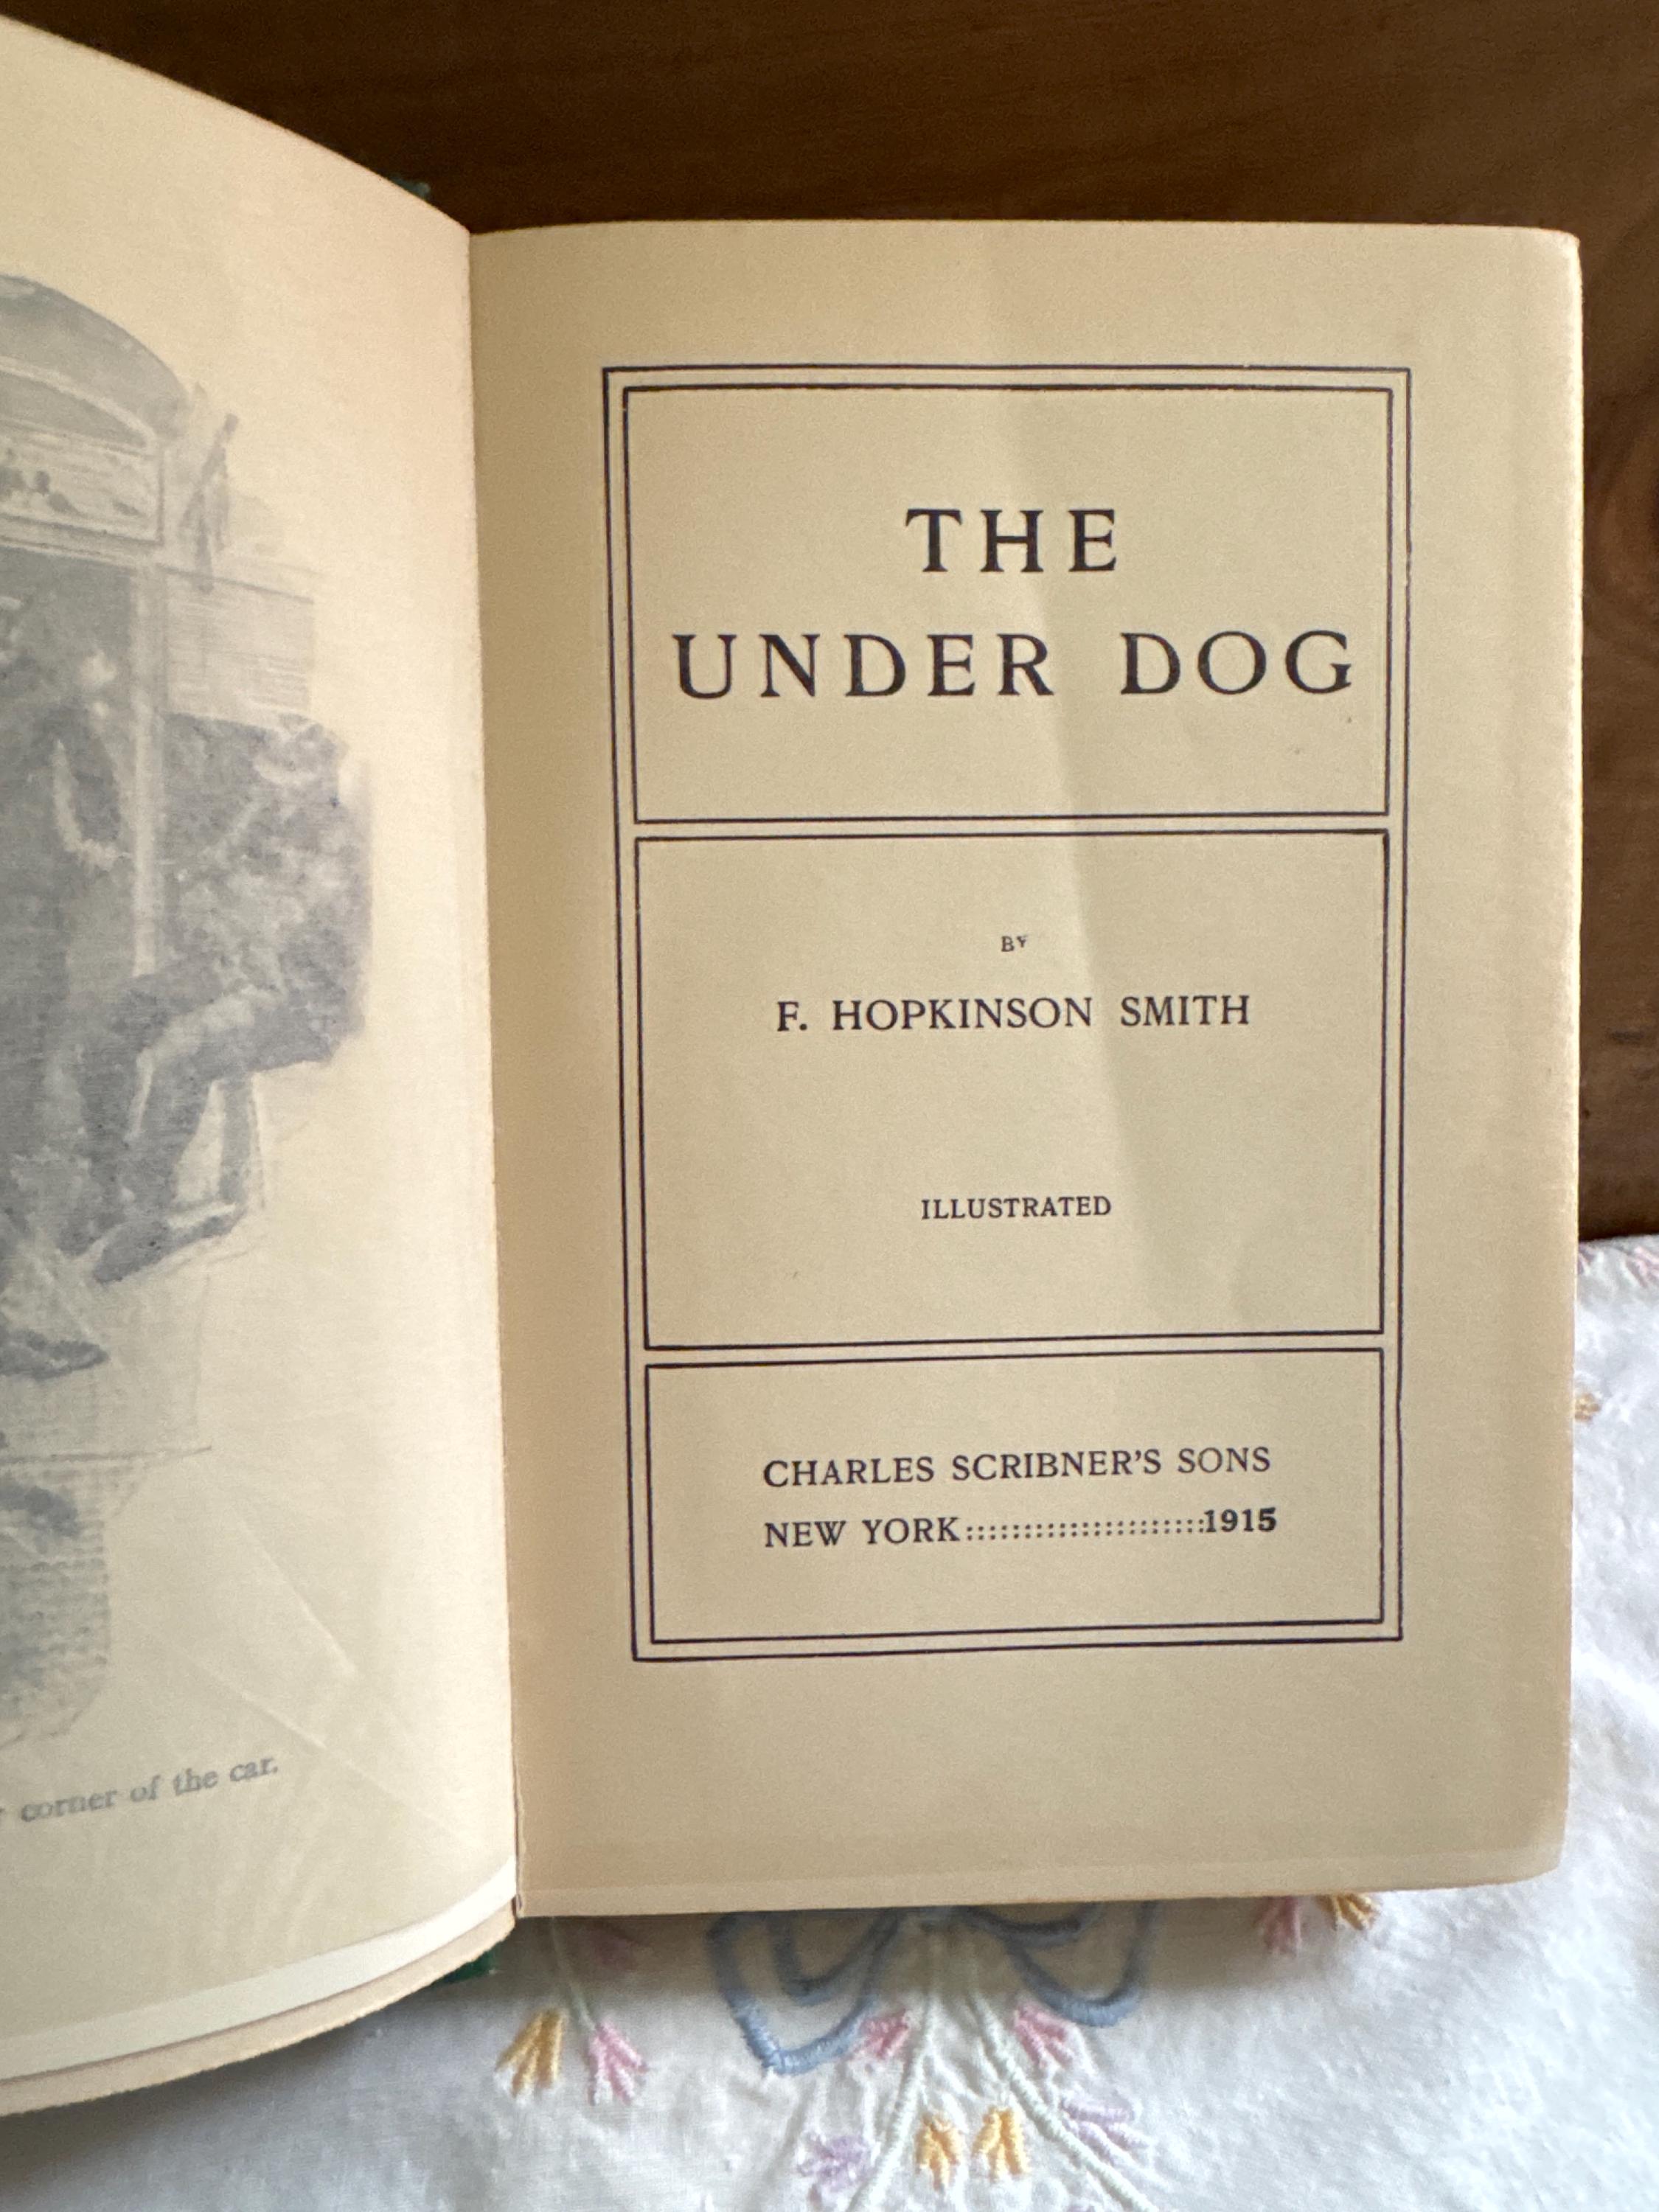 corner of the car.
THE
UNDER DOG
BY
F. HOPKINSON SMITH
ILLUSTRATED
CHARLES SCRIBNER'S SONS
NEW YORK::::::::::::::::::::::1915